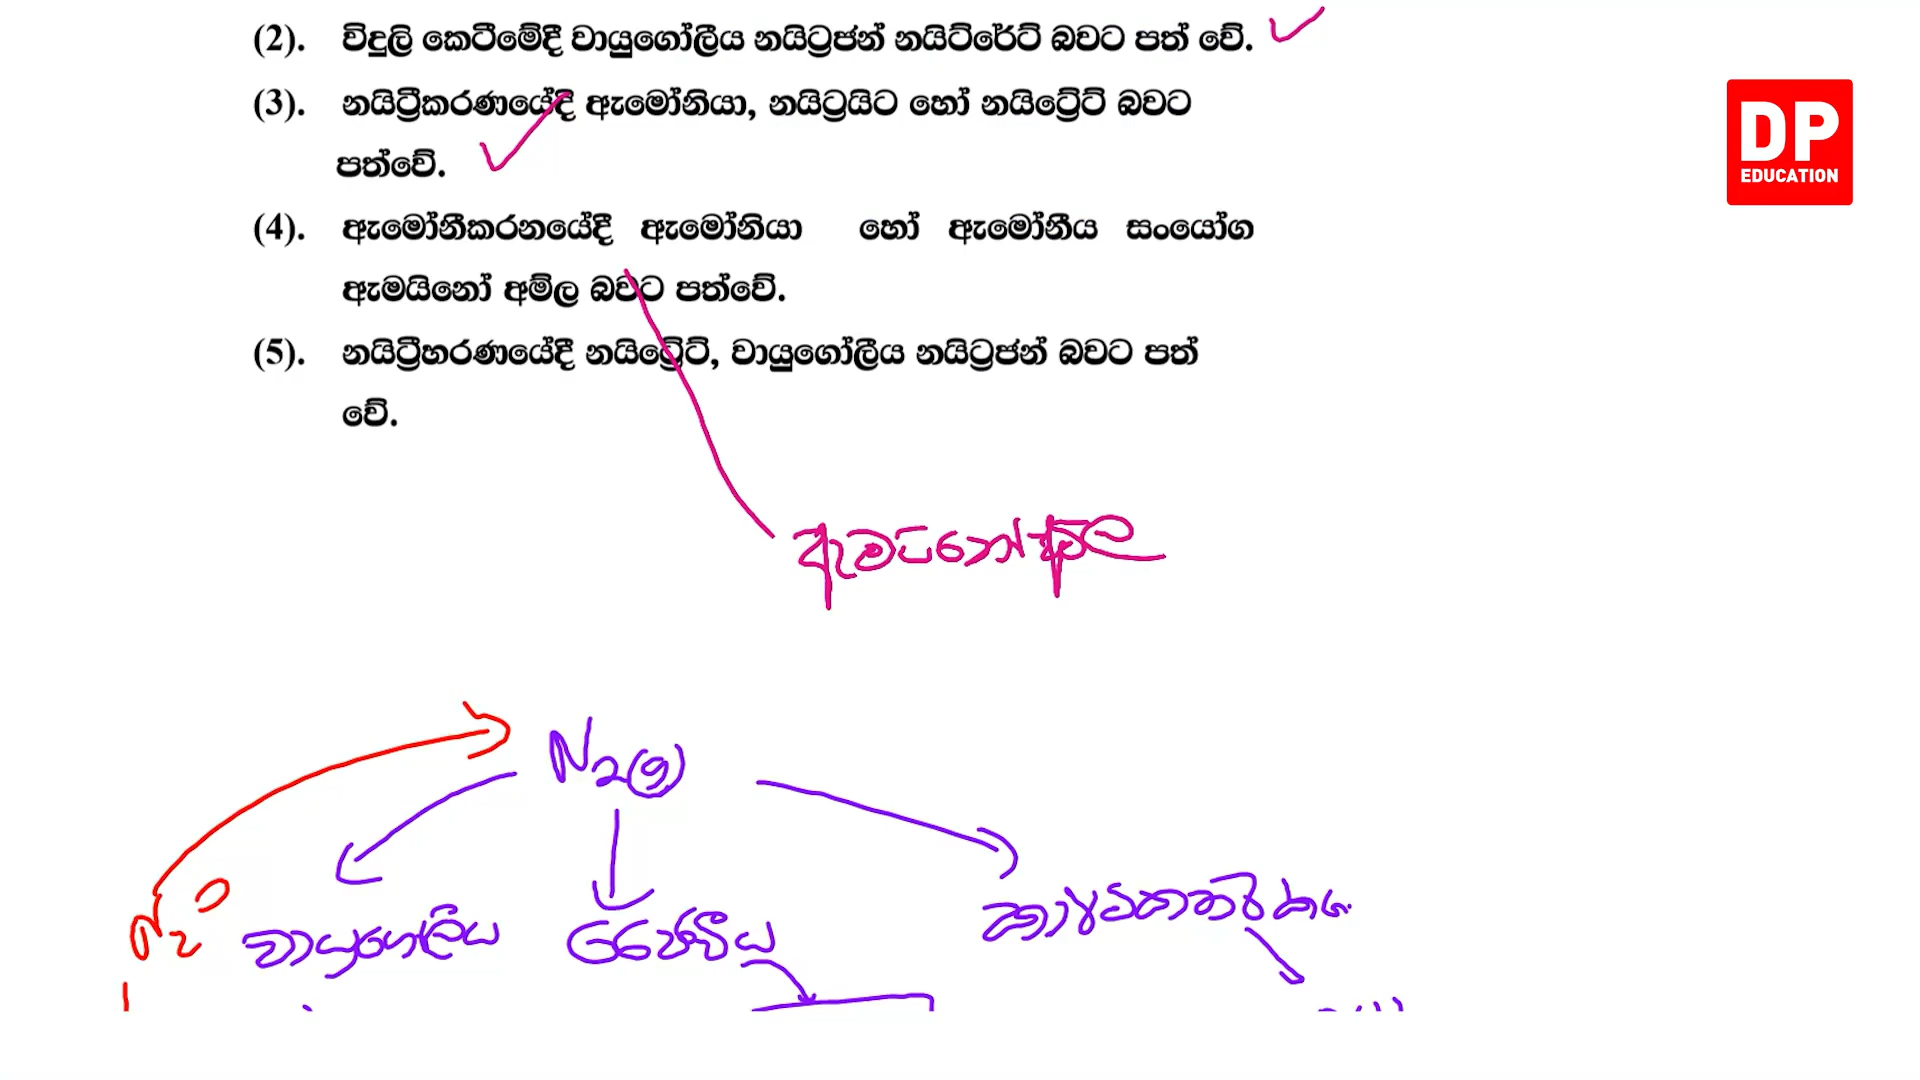 (2). විදුලි කෙටීමේදී වායුගෝලීය නයිට්‍රජන් නයිට්රේට් බවට පත් වේ.
(3). නයිට්‍රීකරණයේදී ඇමෝනියා, නයිට්‍රයිට හෝ නයිට්‍රේට් බවට
පත්වේ.
(4). ඇමෝනීකරනයේදී ඇමෝනියා හෝ ඇමෝනීය සංයෝග
ඇමයිනෝ අම්ල බවට පත්වේ.
(5). නයිට්‍රීහරණයේදී නයිට්‍රේට්, වායුගෝලීය නයිට්‍රජන් බවට පත්
වේ.
DP
EDUCATION
ඇමයිනෝ අම්ල
N2(g)
N2O
වායුගෝලීය ජෛවීය